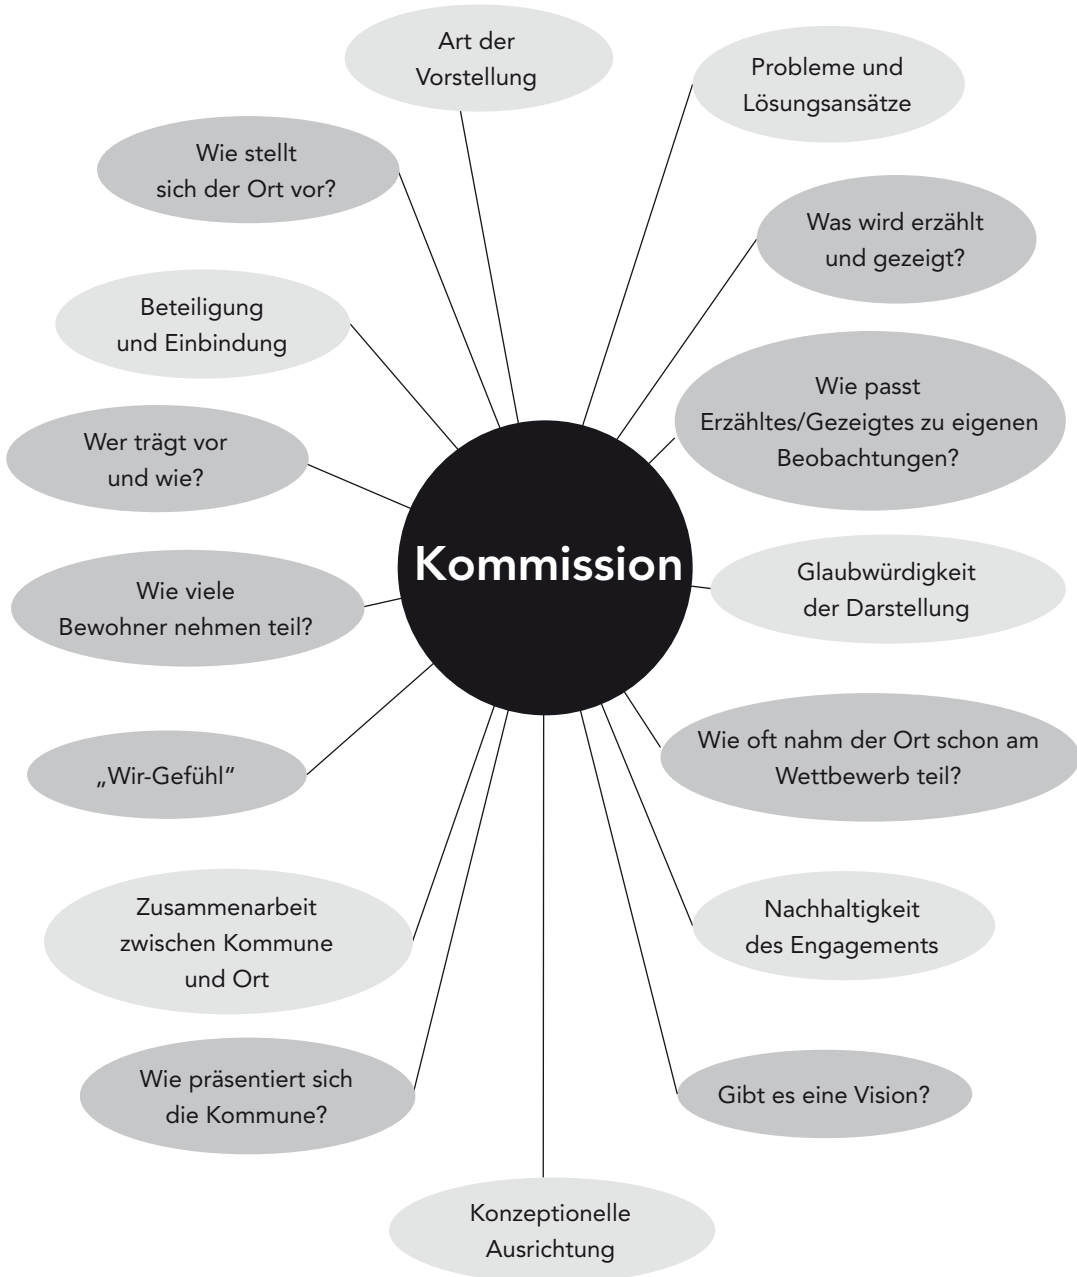 Art der
Vorstellung
Probleme und
Lösungsansätze
Wie stellt
sich der Ort vor?
Was wird erzählt
und gezeigt?
Beteiligung
und Einbindung
Wie passt
Erzähltes/Gezeigtes zu eigenen
Beobachtungen?
Wer trägt vor
und wie?
Kommission
Glaubwürdigkeit
der Darstellung
Wie viele
Bewohner nehmen teil?
Wie oft nahm der Ort schon am
Wettbewerb teil?
„Wir-Gefühl“
Zusammenarbeit
zwischen Kommune
und Ort
Nachhaltigkeit
des Engagements
Wie präsentiert sich
die Kommune?
Gibt es eine Vision?
Konzeptionelle
Ausrichtung